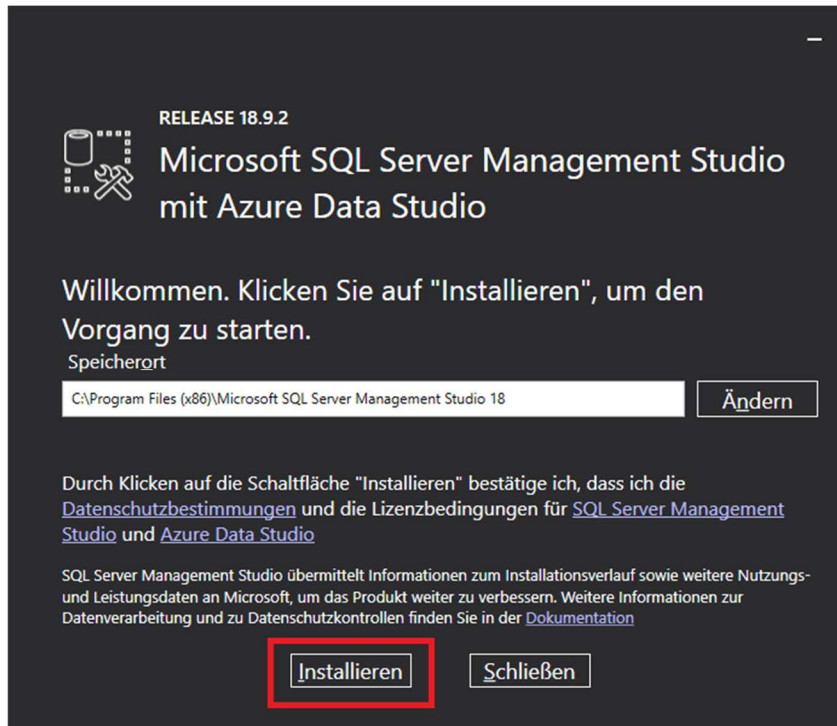 RELEASE 18.9.2
Microsoft SQL Server Management Studio
mit Azure Data Studio
Willkommen. Klicken Sie auf "Installieren", um den
Vorgang zu starten.
Speicherort
C:\Program Files (x86)\Microsoft SQL Server Management Studio 18
Ändern
Durch Klicken auf die Schaltfläche "Installieren" bestätige ich, dass ich die
Datenschutzbestimmungen und die Lizenzbedingungen für SQL Server Management
Studio und Azure Data Studio
SQL Server Management Studio übermittelt Informationen zum Installationsverlauf sowie weitere Nutzungs-
und Leistungsdaten an Microsoft, um das Produkt weiter zu verbessern. Weitere Informationen zur
Datenverarbeitung und zu Datenschutzkontrollen finden Sie in der Dokumentation
Installieren
Schließen